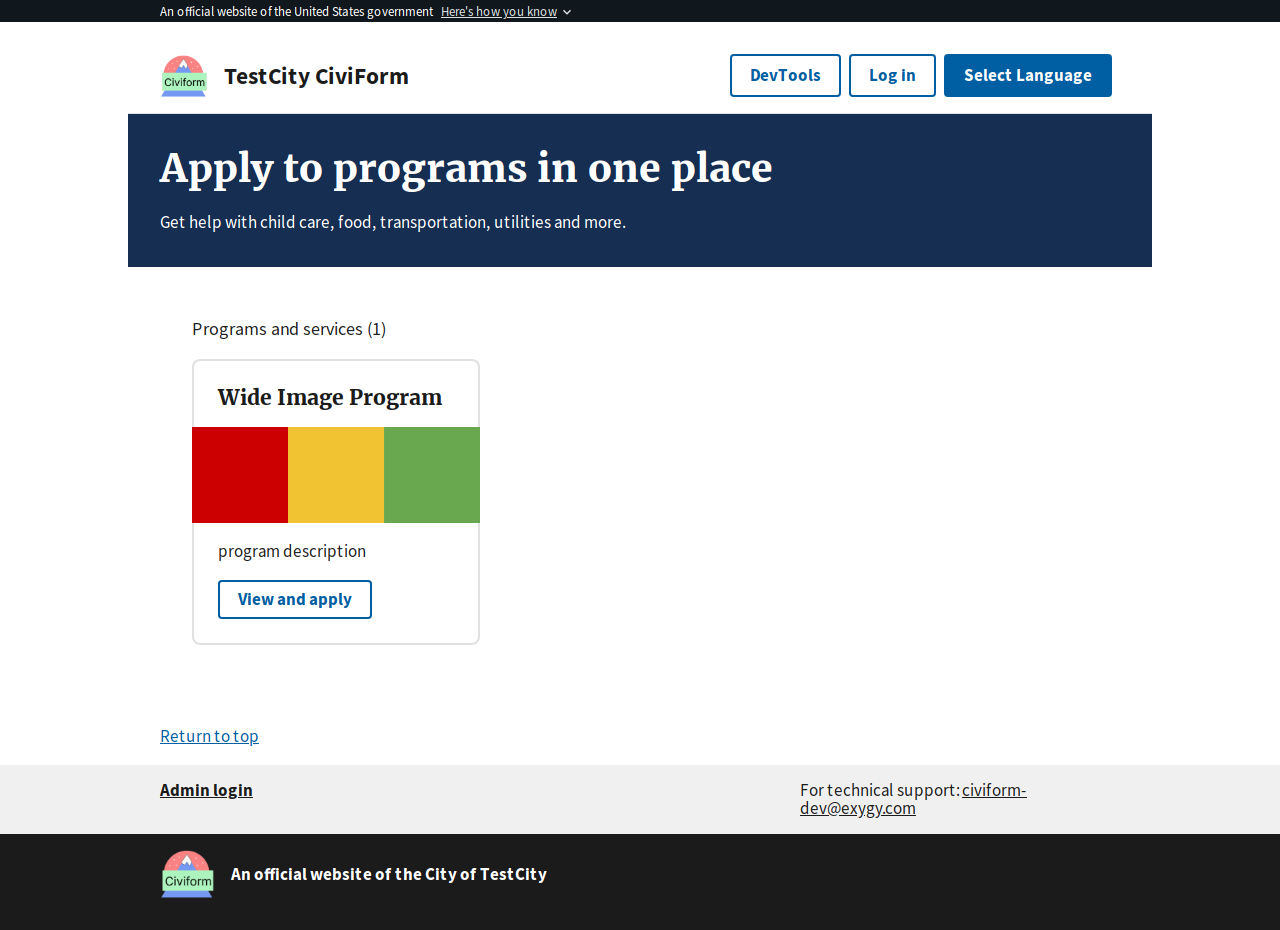 An official website of the United States government Here's how you know
Civiform
TestCity CiviForm
DevTools
Log in
Select Language
Apply to programs in one place
Get help with child care, food, transportation, utilities and more.
Programs and services (1)
Wide Image Program
program description
View and apply
Return to top
Admin login
For technical support: civiform-
dev@exygy.com
Civiform
An official website of the City of TestCity